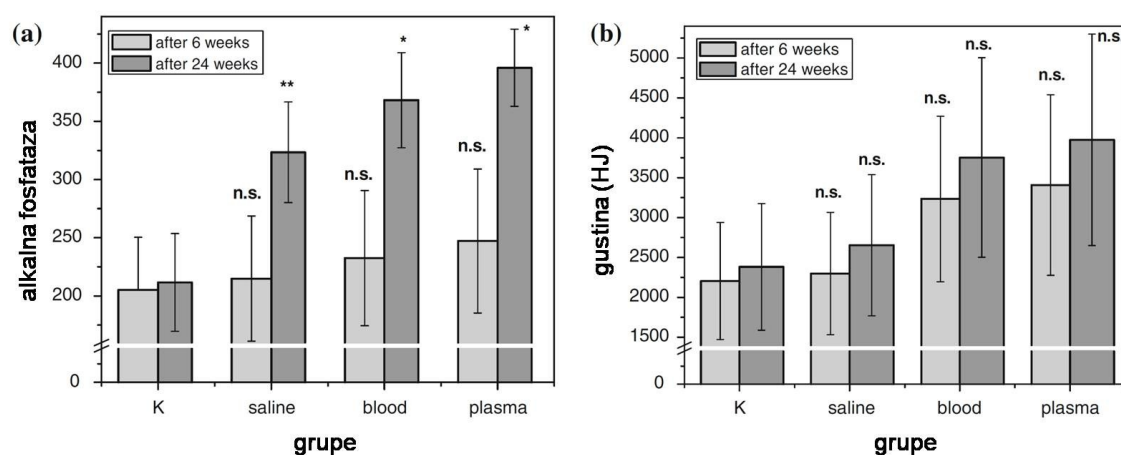 (a)
after 6 weeks
after 24 weeks
alkalna fosfataza
400
350
300
250
200
0
n.s.
**
n.s.
*
n.s.
*
K saline blood plasma
grupe
(b)
after 6 weeks
after 24 weeks
gustina (HJ)
5000
4500
4000
3500
3000
2500
2000
1500
0
n.s.
n.s.
n.s.
n.s.
n.s.
n.s.
K saline blood plasma
grupe